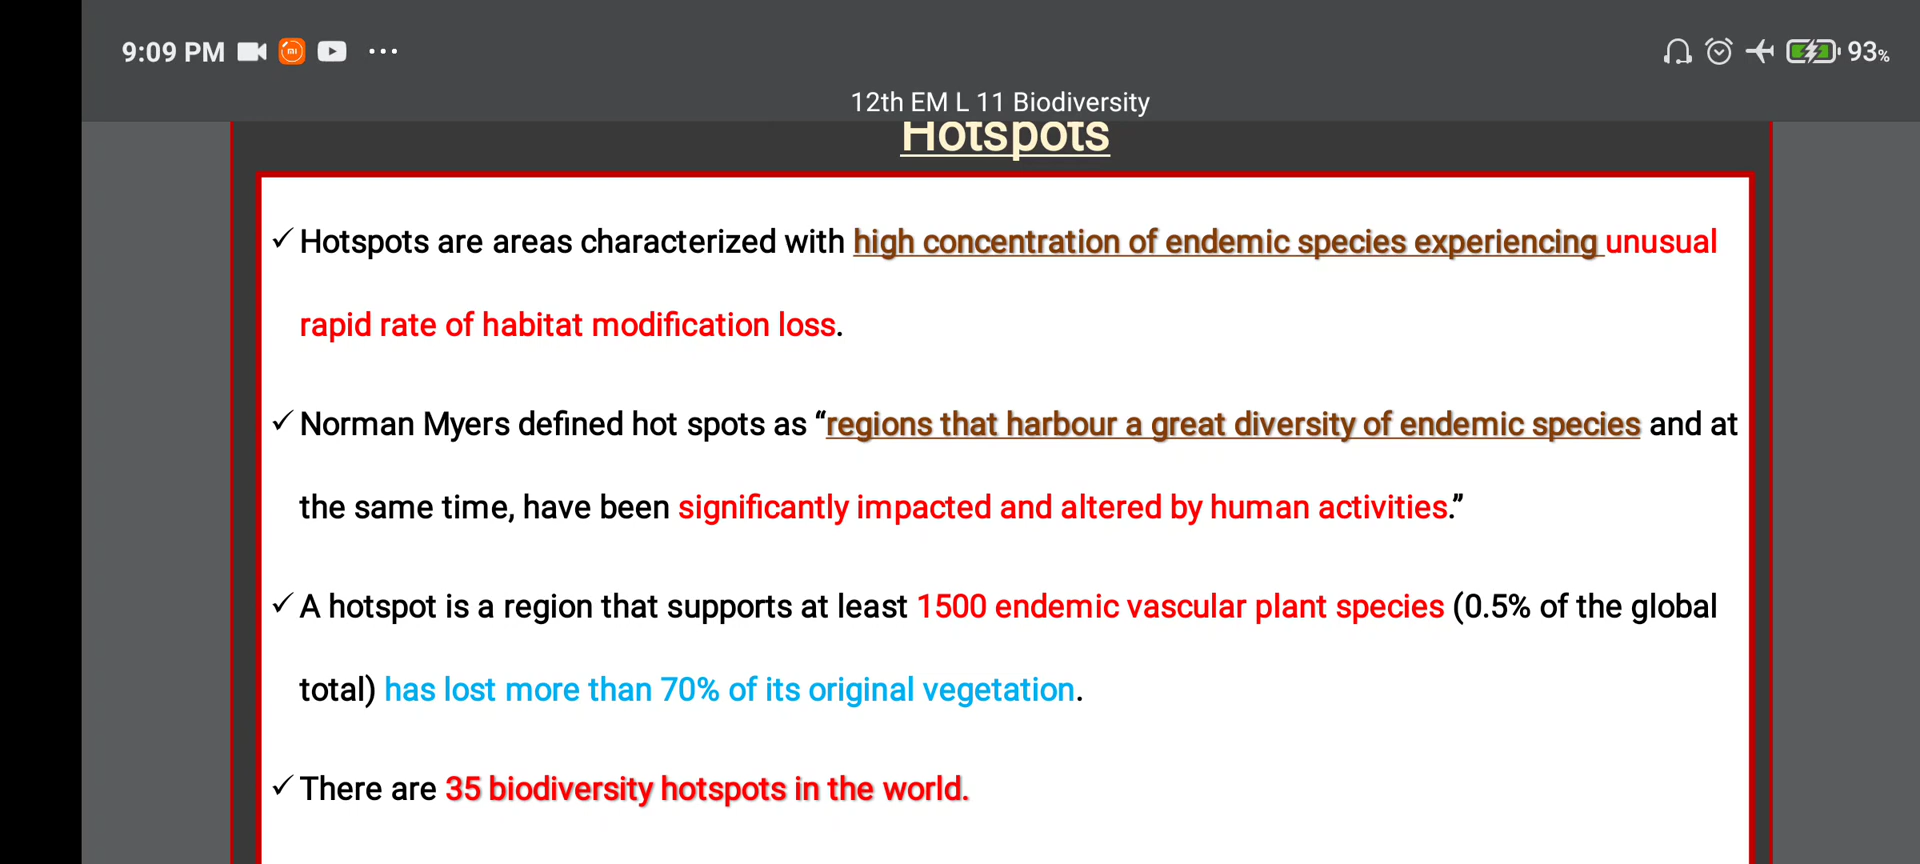 9:09 PM
93%
12th EM L 11 Biodiversity
Hotspots
✓ Hotspots are areas characterized with high concentration of endemic species experiencing unusual
rapid rate of habitat modification loss.
✓ Norman Myers defined hot spots as “regions that harbour a great diversity of endemic species and at
the same time, have been significantly impacted and altered by human activities.”
✓ A hotspot is a region that supports at least 1500 endemic vascular plant species (0.5% of the global
total) has lost more than 70% of its original vegetation.
✓ There are 35 biodiversity hotspots in the world.